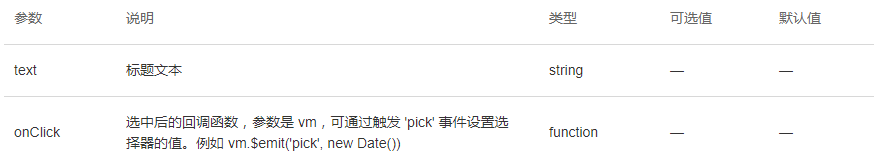 参数 说明 类型 可选值 默认值
text 标题文本 string — —
onClick 选中后的回调函数，参数是 vm，可通过触发 'pick' 事件设置选 function — —
择器的值。例如 vm.$emit('pick', new Date())